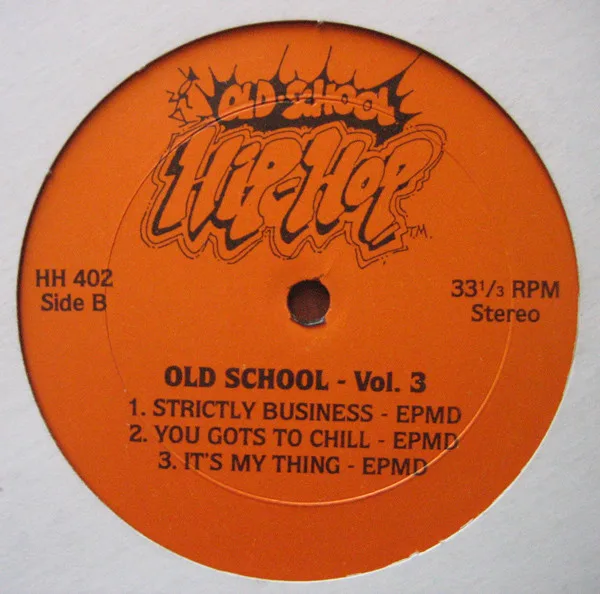 OLD-SCHOOL
HIP-HOP
TM.
HH 402
Side B
33 1/3 RPM
Stereo
OLD SCHOOL - Vol. 3
1. STRICTLY BUSINESS - EPMD
2. YOU GOTS TO CHILL - EPMD
3. IT'S MY THING - EPMD